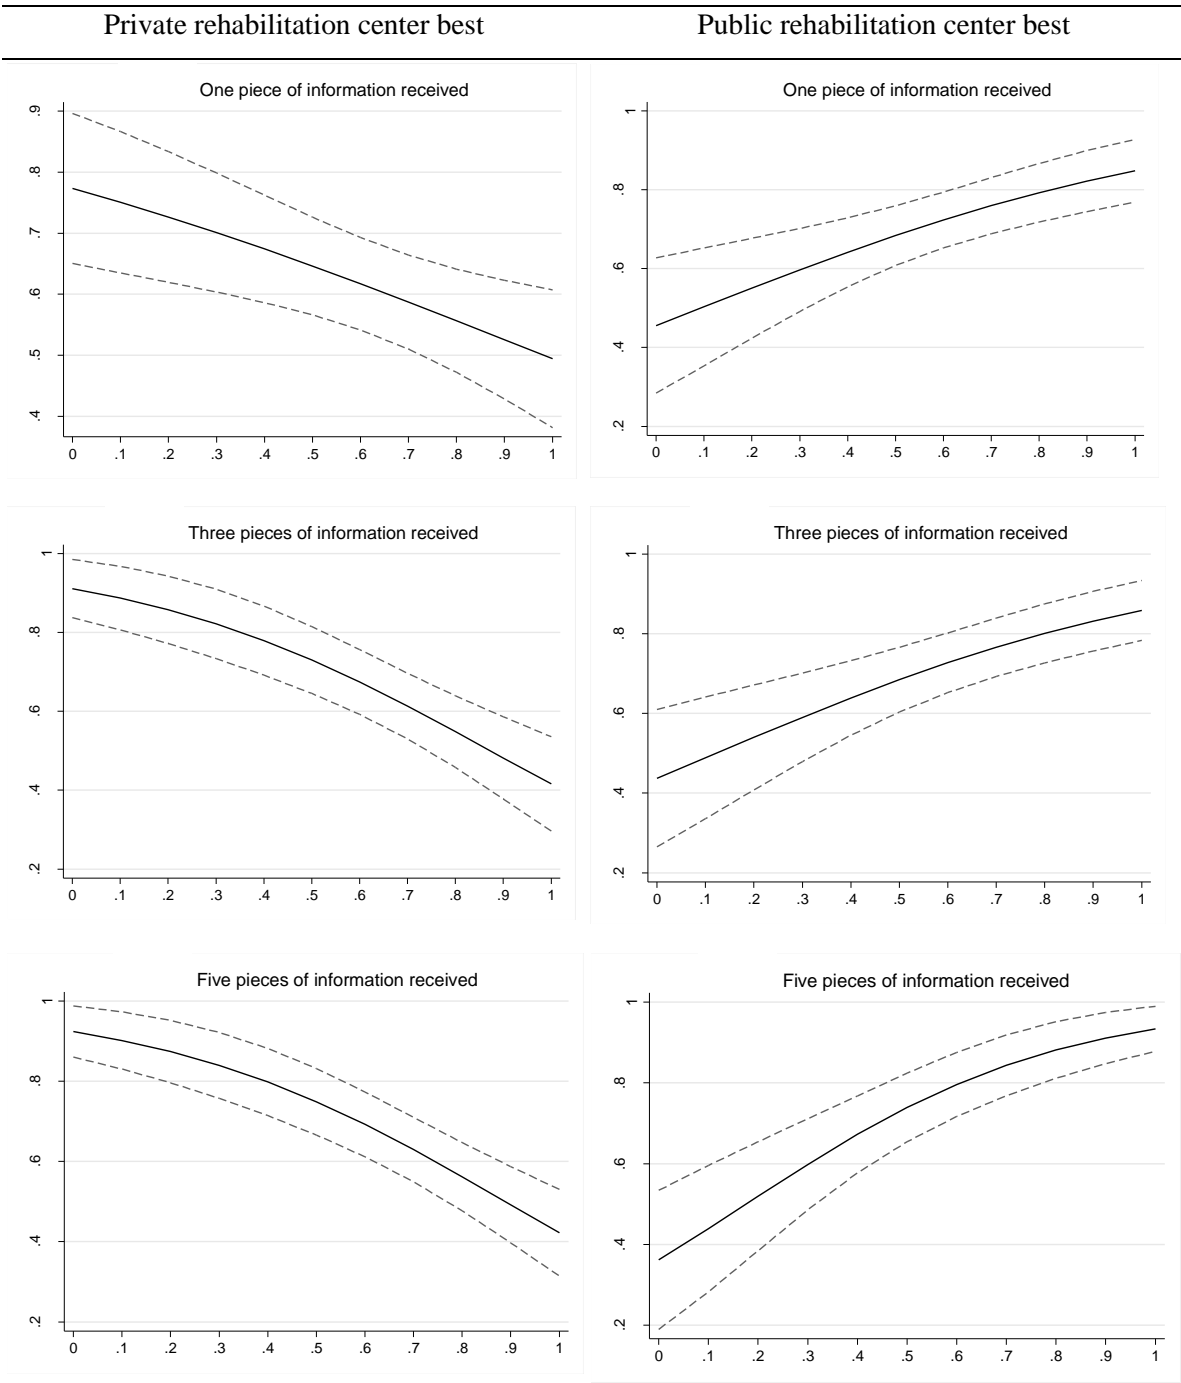 Private rehabilitation center best
Public rehabilitation center best
One piece of information received
.9
.8
.7
.6
.5
.4
0 .1 .2 .3 .4 .5 .6 .7 .8 .9 1
One piece of information received
1
.8
.6
.4
.2
0 .1 .2 .3 .4 .5 .6 .7 .8 .9 1
Three pieces of information received
1
.8
.6
.4
.2
0 .1 .2 .3 .4 .5 .6 .7 .8 .9 1
Three pieces of information received
1
.8
.6
.4
.2
0 .1 .2 .3 .4 .5 .6 .7 .8 .9 1
Five pieces of information received
1
.8
.6
.4
.2
0 .1 .2 .3 .4 .5 .6 .7 .8 .9 1
Five pieces of information received
1
.8
.6
.4
.2
0 .1 .2 .3 .4 .5 .6 .7 .8 .9 1